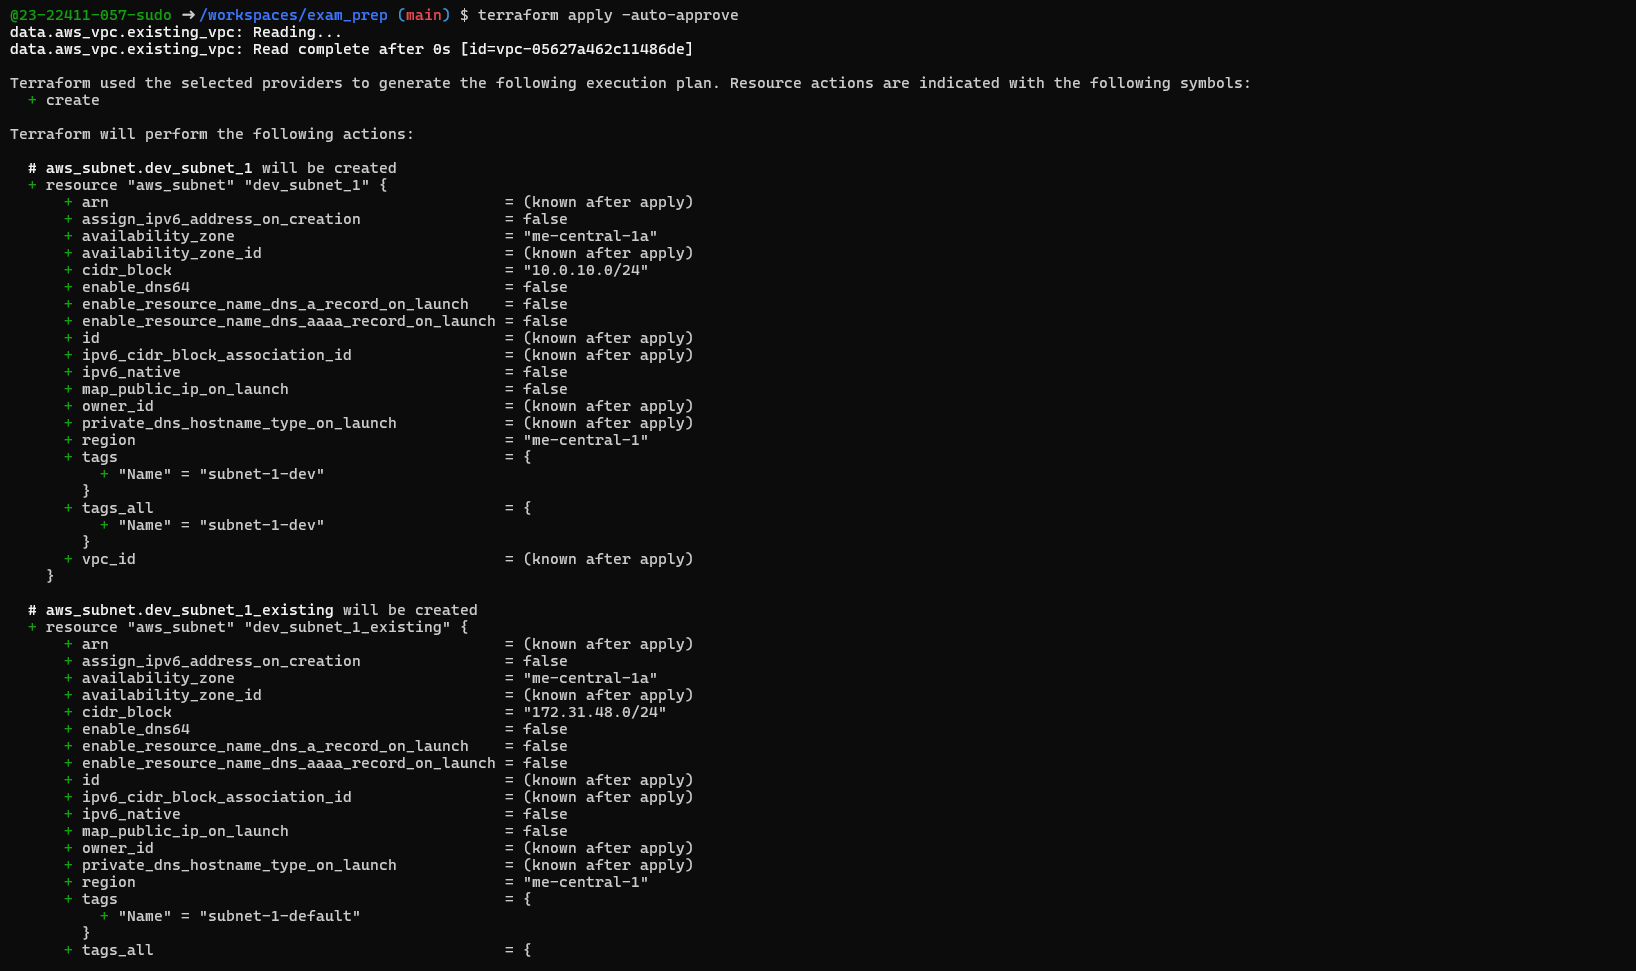 @23-22411-057-sudo ➜ /workspaces/exam_prep (main) $ terraform apply -auto-approve
data.aws_vpc.existing_vpc: Reading...
data.aws_vpc.existing_vpc: Read complete after 0s [id=vpc-05627a462c11486de]

Terraform used the selected providers to generate the following execution plan. Resource actions are indicated with the following symbols:
  + create

Terraform will perform the following actions:

  # aws_subnet.dev_subnet_1 will be created
  + resource "aws_subnet" "dev_subnet_1" {
      + arn                                            = (known after apply)
      + assign_ipv6_address_on_creation                = false
      + availability_zone                              = "me-central-1a"
      + availability_zone_id                           = (known after apply)
      + cidr_block                                     = "10.0.10.0/24"
      + enable_dns64                                   = false
      + enable_resource_name_dns_a_record_on_launch    = false
      + enable_resource_name_dns_aaaa_record_on_launch = false
      + id                                             = (known after apply)
      + ipv6_cidr_block_association_id                 = (known after apply)
      + ipv6_native                                    = false
      + map_public_ip_on_launch                        = false
      + owner_id                                       = (known after apply)
      + private_dns_hostname_type_on_launch            = (known after apply)
      + region                                         = "me-central-1"
      + tags                                           = {
          + "Name" = "subnet-1-dev"
        }
      + tags_all                                       = {
          + "Name" = "subnet-1-dev"
        }
      + vpc_id                                         = (known after apply)
    }

  # aws_subnet.dev_subnet_1_existing will be created
  + resource "aws_subnet" "dev_subnet_1_existing" {
      + arn                                            = (known after apply)
      + assign_ipv6_address_on_creation                = false
      + availability_zone                              = "me-central-1a"
      + availability_zone_id                           = (known after apply)
      + cidr_block                                     = "172.31.48.0/24"
      + enable_dns64                                   = false
      + enable_resource_name_dns_a_record_on_launch    = false
      + enable_resource_name_dns_aaaa_record_on_launch = false
      + id                                             = (known after apply)
      + ipv6_cidr_block_association_id                 = (known after apply)
      + ipv6_native                                    = false
      + map_public_ip_on_launch                        = false
      + owner_id                                       = (known after apply)
      + private_dns_hostname_type_on_launch            = (known after apply)
      + region                                         = "me-central-1"
      + tags                                           = {
          + "Name" = "subnet-1-default"
        }
      + tags_all                                       = {